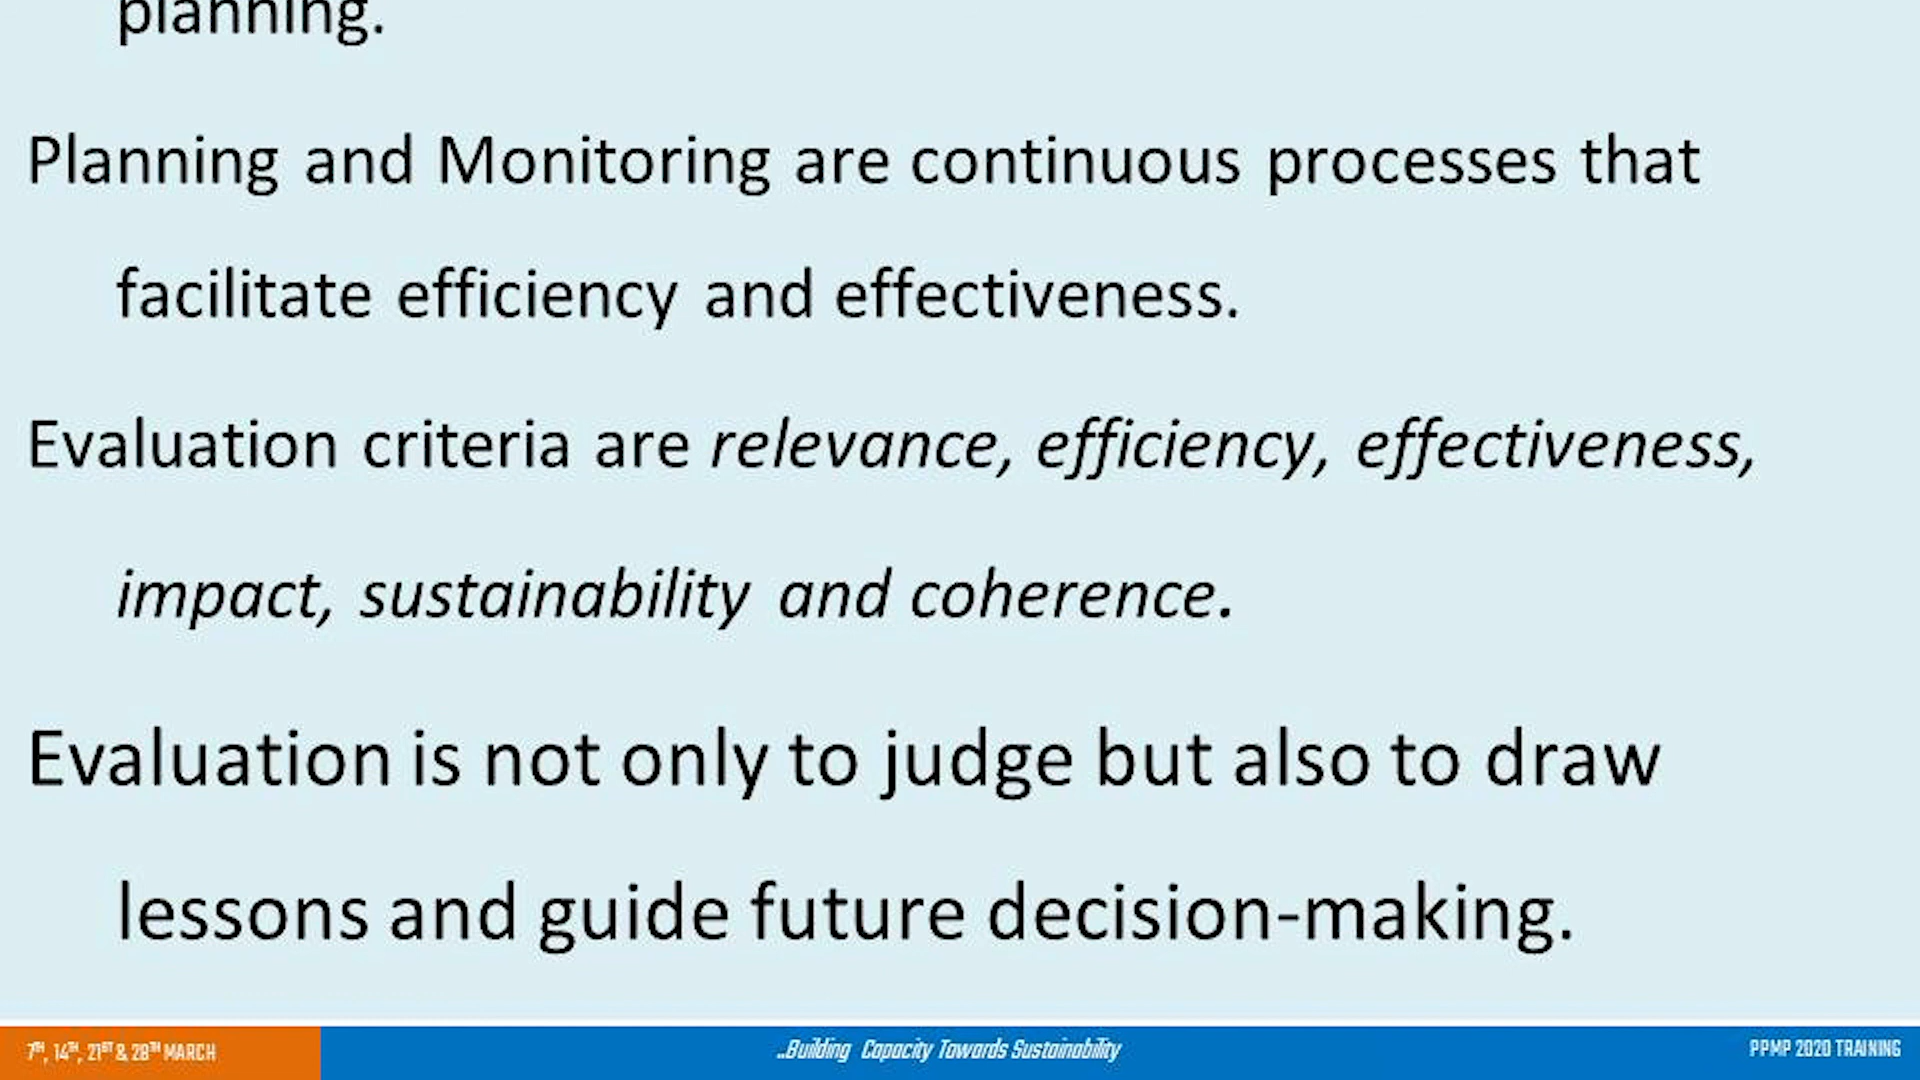 planning.
Planning and Monitoring are continuous processes that
facilitate efficiency and effectiveness.
Evaluation criteria are relevance, efficiency, effectiveness,
impact, sustainability and coherence.
Evaluation is not only to judge but also to draw
lessons and guide future decision-making.
7TH, 14TH, 21ST & 28TH MARCH
..Building Capacity Towards Sustainability
PPMP 2020 TRAINING